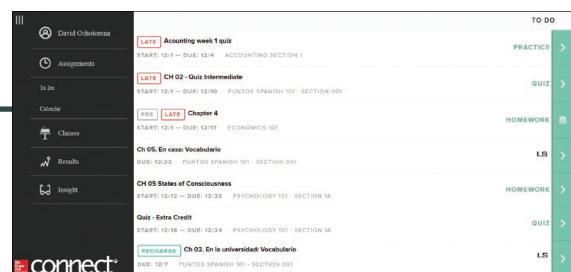 TO DO
David Ochotorena
Assignments
To Do
Calendar
Classes
Results
Insight
connect®
LATE Acounting week 1 quiz
START: 12/1 — DUE: 12/4 · ACCOUNTING SECTION 1
PRACTICE
LATE CH 02 - Quiz Intermediate
START: 12/1 — DUE: 12/10 · PUNTOS SPANISH 101 - SECTION 001
QUIZ
PRE LATE Chapter 4
START: 12/1 — DUE: 12/17 · ECONOMICS 101
HOMEWORK
Ch 05. En casa: Vocabulario
DUE: 12/23 · PUNTOS SPANISH 101 - SECTION 001
LS
CH 05 States of Consciousness
START: 12/12 — DUE: 12/23 · PSYCHOLOGY 101 - SECTION 1A
HOMEWORK
Quiz - Extra Credit
START: 12/18 — DUE: 12/24 · PSYCHOLOGY 101 - SECTION 1A
QUIZ
RECHARGE Ch 02. En la universidad: Vocabulario
DUE: 12/7 · PUNTOS SPANISH 101 - SECTION 001
LS